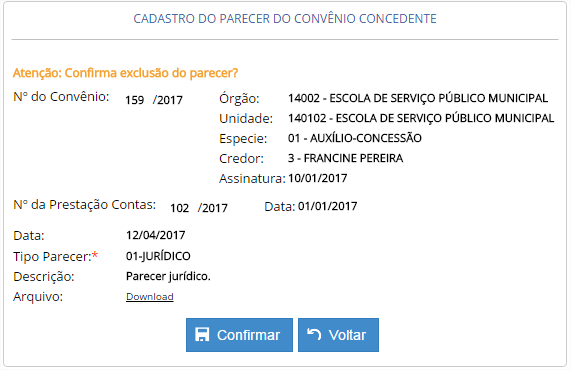 CADASTRO DO PARECER DO CONVÊNIO CONCEDENTE
Atenção: Confirma exclusão do parecer?
Nº do Convênio: 159 /2017 Órgão: 14002 - ESCOLA DE SERVIÇO PÚBLICO MUNICIPAL
Unidade: 140102 - ESCOLA DE SERVIÇO PÚBLICO MUNICIPAL
Especie: 01 - AUXÍLIO-CONCESSÃO
Credor: 3 - FRANCINE PEREIRA
Assinatura: 10/01/2017
Nº da Prestação Contas: 102 /2017 Data: 01/01/2017
Data: 12/04/2017
Tipo Parecer:* 01-JURÍDICO
Descrição: Parecer jurídico.
Arquivo: Download
Confirmar Voltar